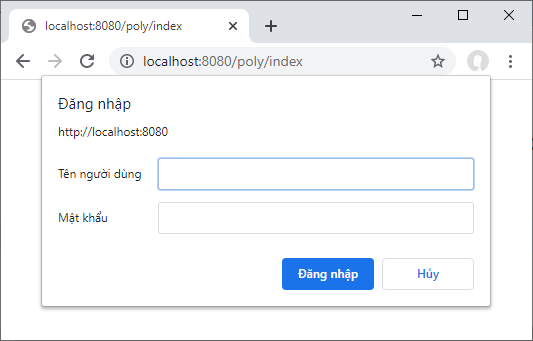 localhost:8080/poly/index
localhost:8080/poly/index
Đăng nhập
http://localhost:8080
Tên người dùng
Mật khẩu
Đăng nhập
Hủy